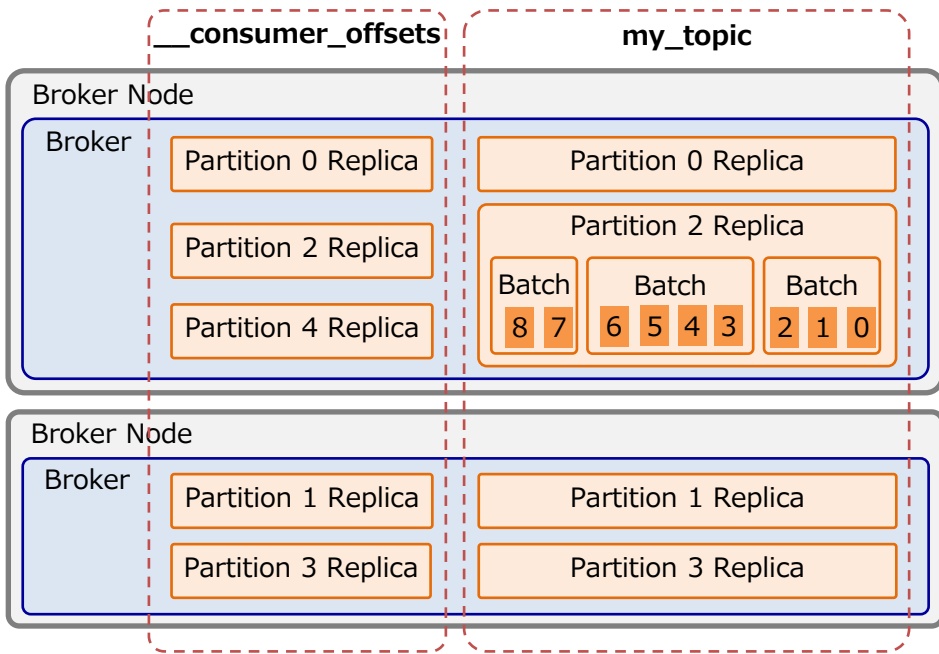 __consumer_offsets
my_topic
Broker Node
Broker
Partition 0 Replica
Partition 0 Replica
Partition 2 Replica
Partition 4 Replica
Partition 2 Replica
Batch
8 7
Batch
6 5 4 3
Batch
2 1 0
Broker Node
Broker
Partition 1 Replica
Partition 1 Replica
Partition 3 Replica
Partition 3 Replica